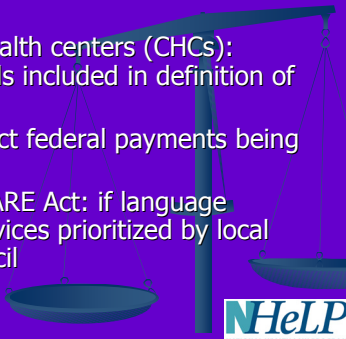 alth centers (CHCs):
ls included in definition of
ct federal payments being
ARE Act: if language
vices prioritized by local
cil
NHeLP